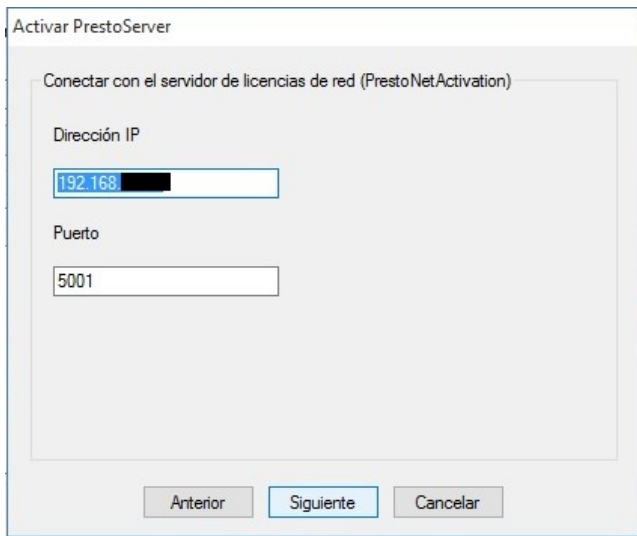 Activar PrestoServer
Conectar con el servidor de licencias de red (PrestoNetActivation)
Dirección IP
192.168.
Puerto
5001
Anterior
Siguiente
Cancelar